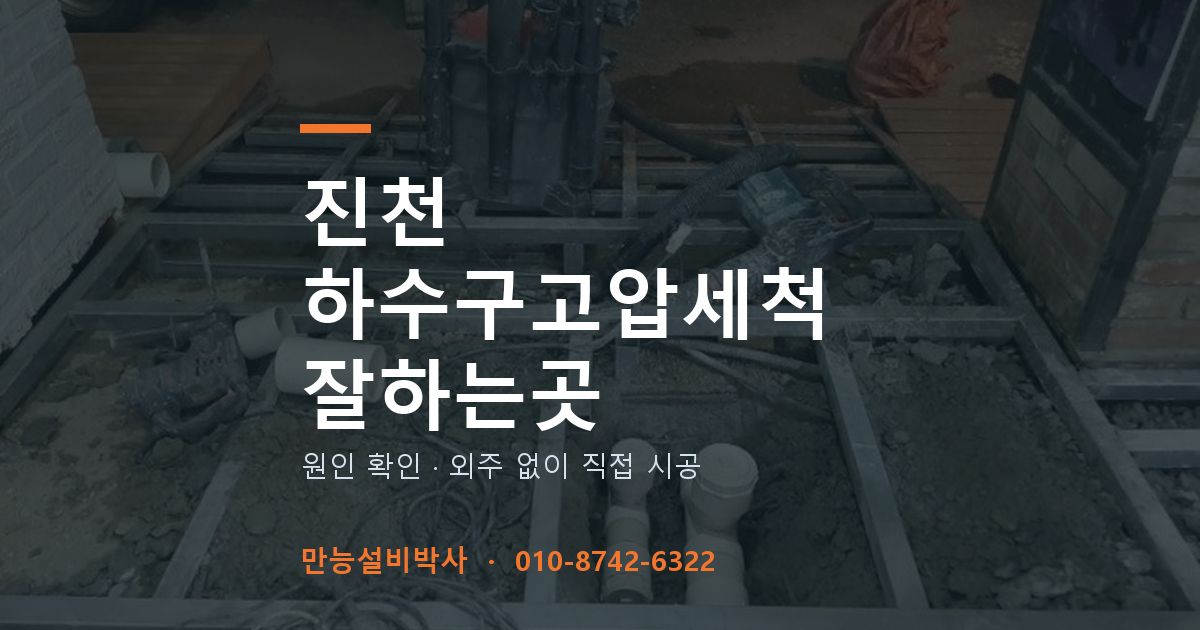 진천
하수구고압세척
잘하는곳
원인 확인 · 외주 없이 직접 시공
만능설비박사 · 010-8742-6322